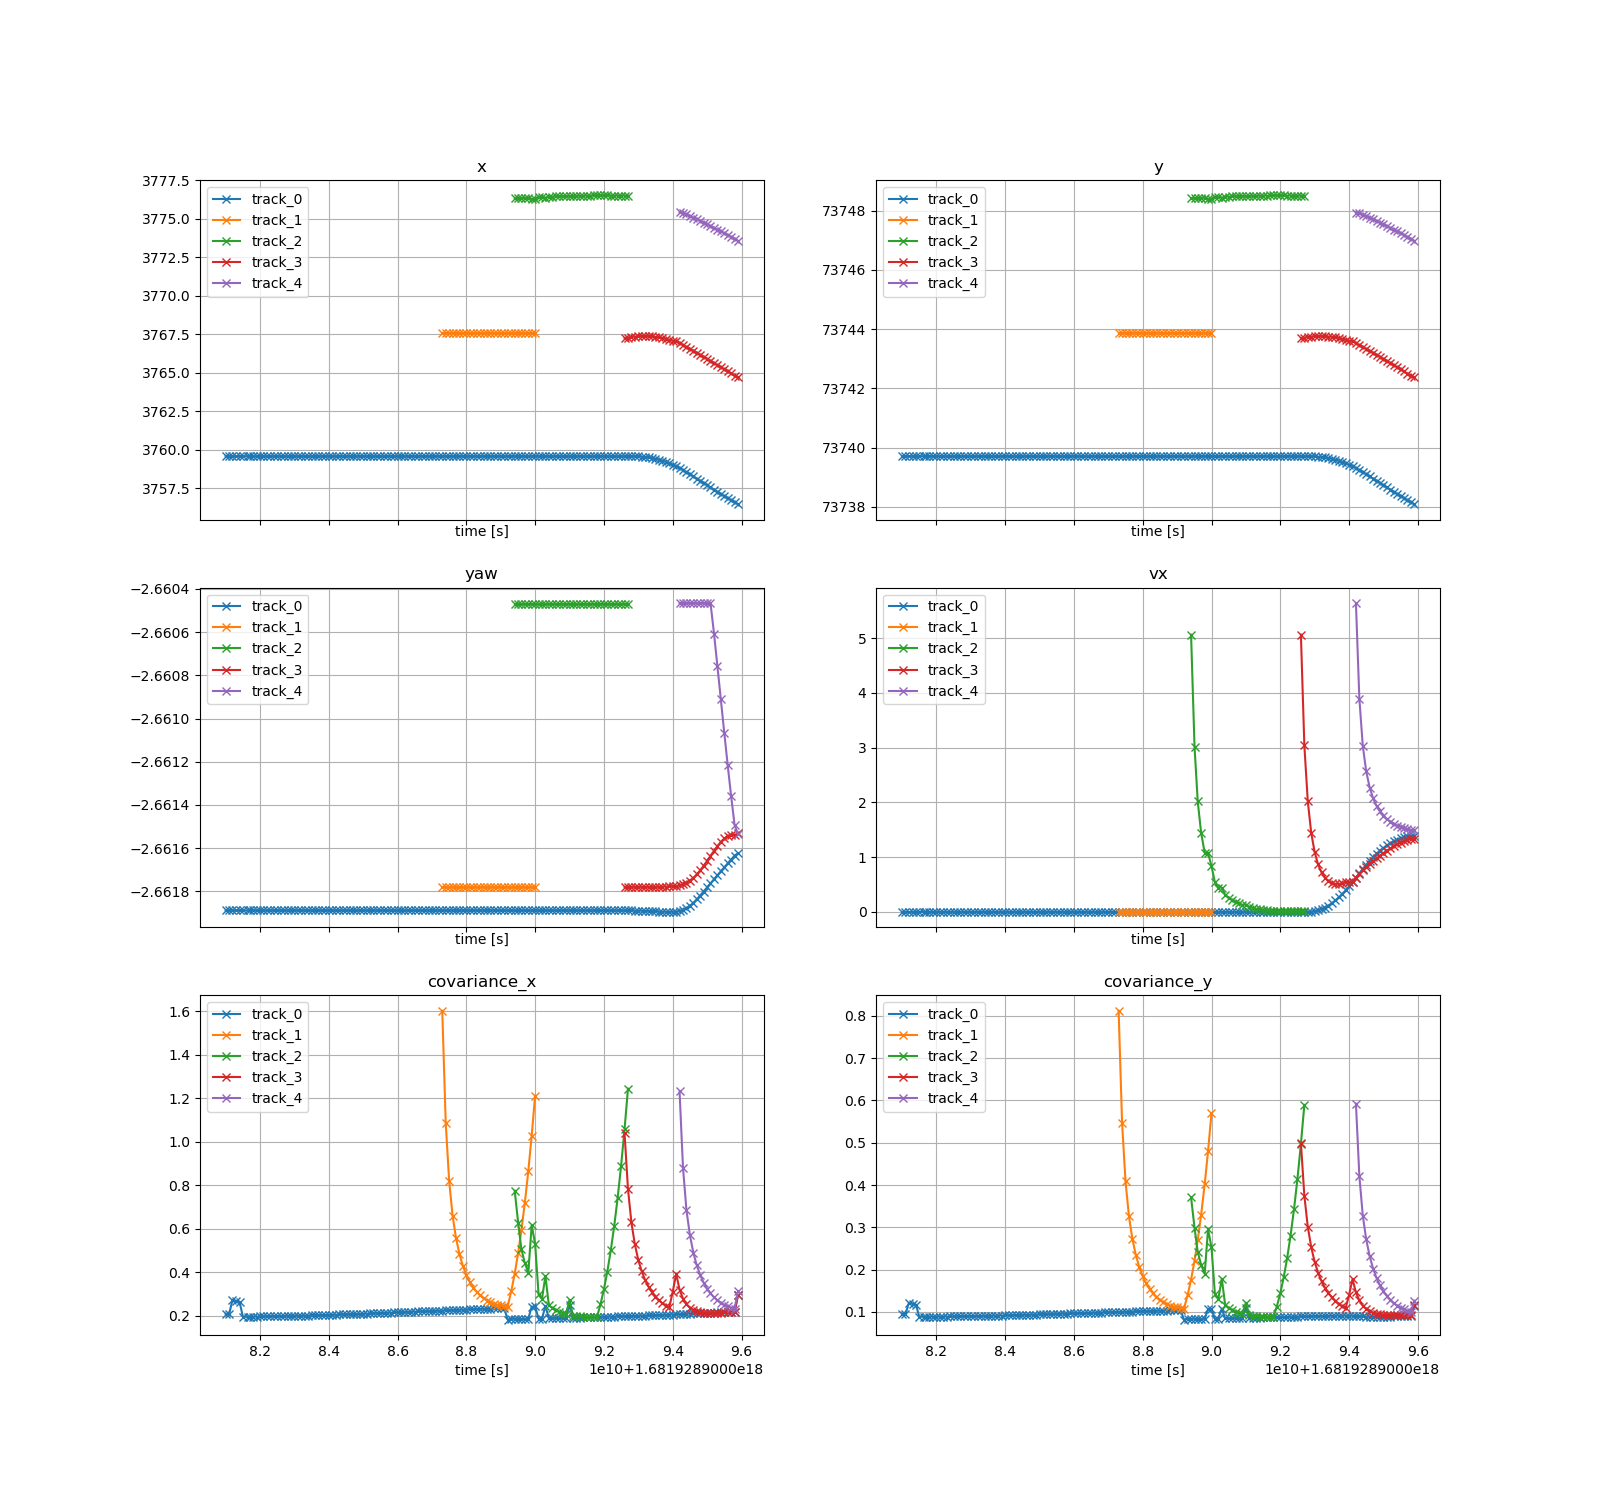 x
3777.5
3775.0
3772.5
3770.0
3767.5
3765.0
3762.5
3760.0
3757.5
track_0
track_1
track_2
track_3
track_4
time [s]
y
73748
73746
73744
73742
73740
73738
track_0
track_1
track_2
track_3
track_4
time [s]
yaw
−2.6604
−2.6606
−2.6608
−2.6610
−2.6612
−2.6614
−2.6616
−2.6618
track_0
track_1
track_2
track_3
track_4
time [s]
vx
5
4
3
2
1
0
track_0
track_1
track_2
track_3
track_4
time [s]
covariance_x
1.6
1.4
1.2
1.0
0.8
0.6
0.4
0.2
track_0
track_1
track_2
track_3
track_4
8.2 8.4 8.6 8.8 9.0 9.2 9.4 9.6
time [s]
1e10+1.6819289000e18
covariance_y
0.8
0.7
0.6
0.5
0.4
0.3
0.2
0.1
track_0
track_1
track_2
track_3
track_4
8.2 8.4 8.6 8.8 9.0 9.2 9.4 9.6
time [s]
1e10+1.6819289000e18